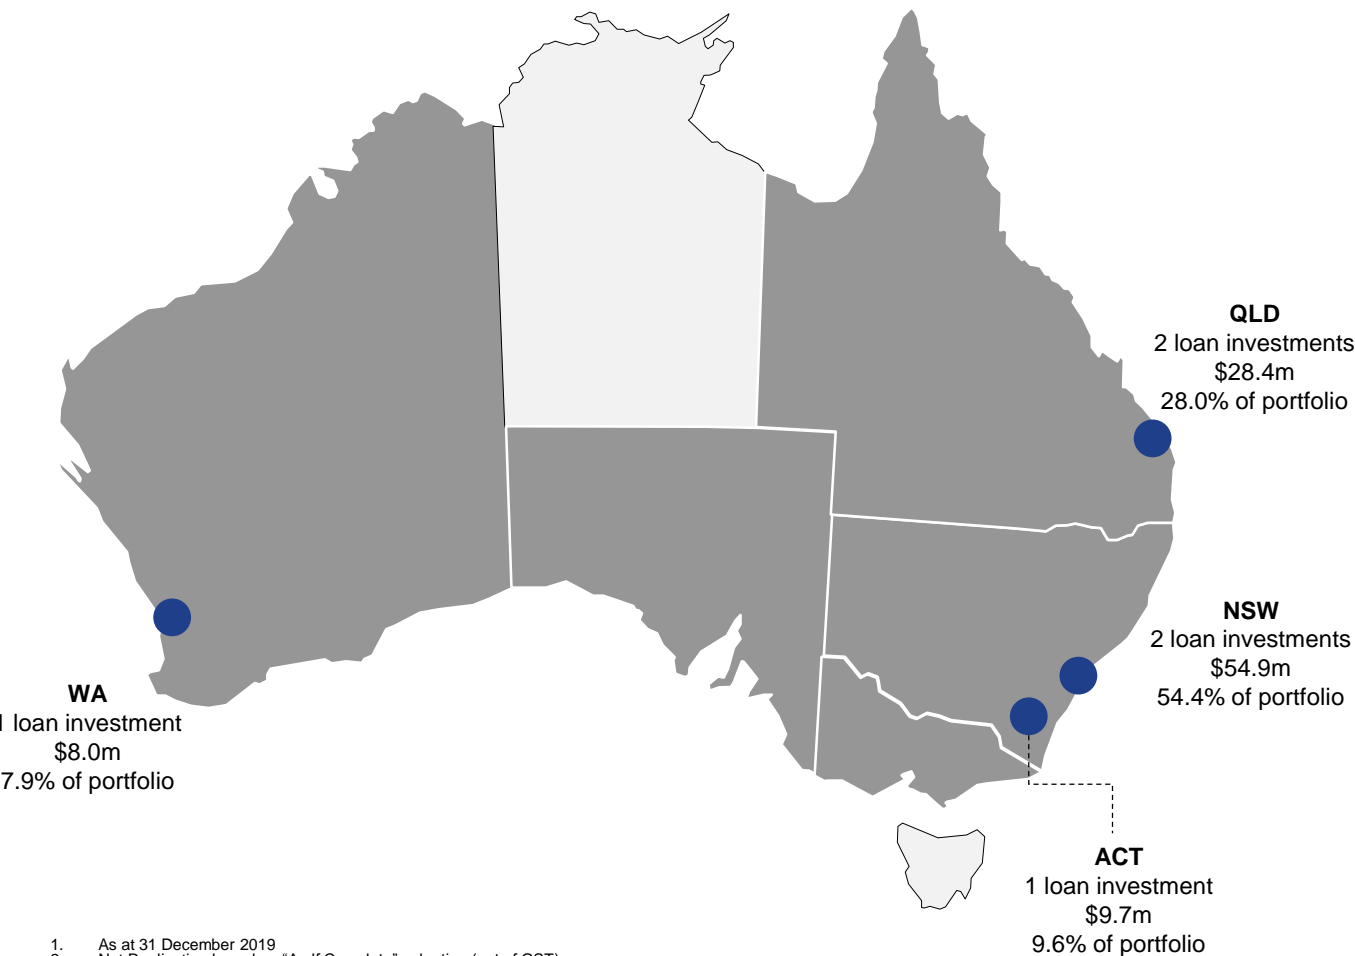 QLD
2 loan investments
$28.4m
28.0% of portfolio
NSW
2 loan investments
$54.9m
54.4% of portfolio
WA
1 loan investment
$8.0m
7.9% of portfolio
ACT
1 loan investment
$9.7m
9.6% of portfolio
1. As at 31 December 2019